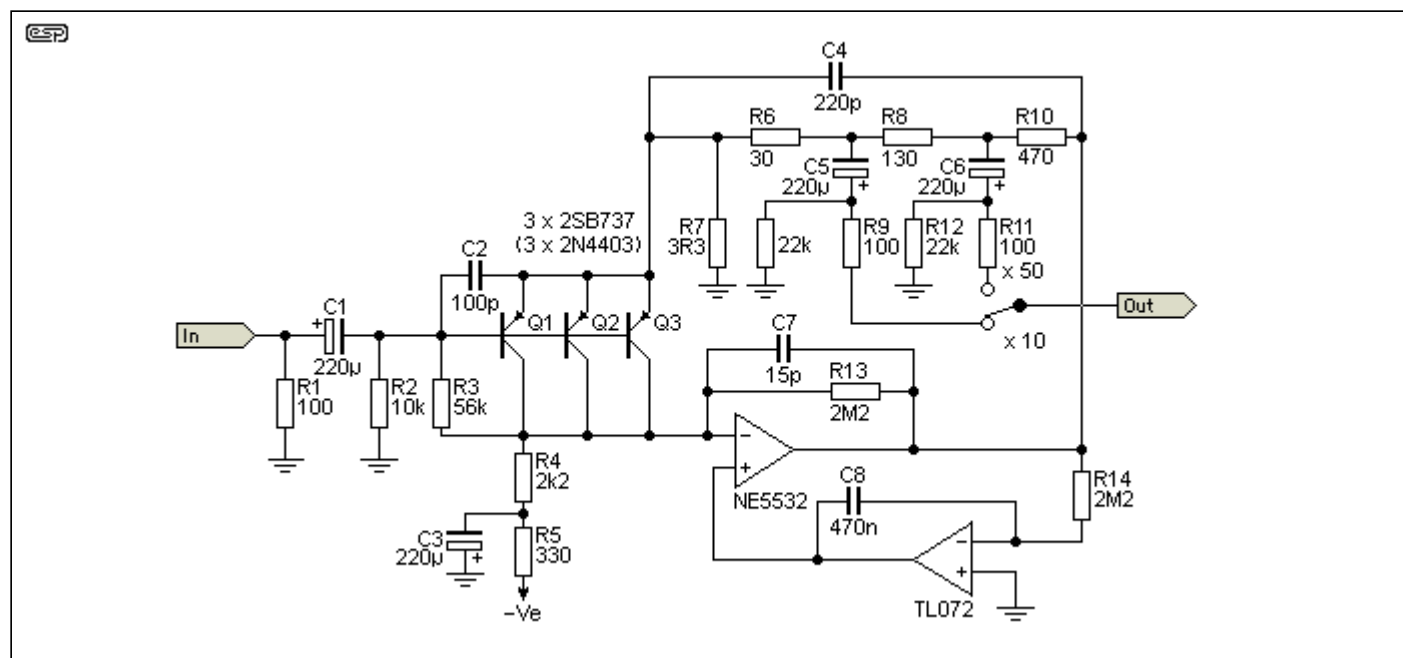 esp
C4
220p
R6
30
R8
130
R10
470
C5
220µ
+
C6
220µ
+
3 x 2SB737
(3 x 2N4403)
R7
3R3
22k
R9
100
R12
22k
R11
100
x 50
x 10
Out
C2
100p
Q1
Q2
Q3
In
C1
+
220µ
R1
100
R2
10k
R3
56k
C7
15p
R13
2M2
−
+
NE5532
R4
2k2
C3
220µ
+
R5
330
−Ve
C8
470n
R14
2M2
−
+
TL072